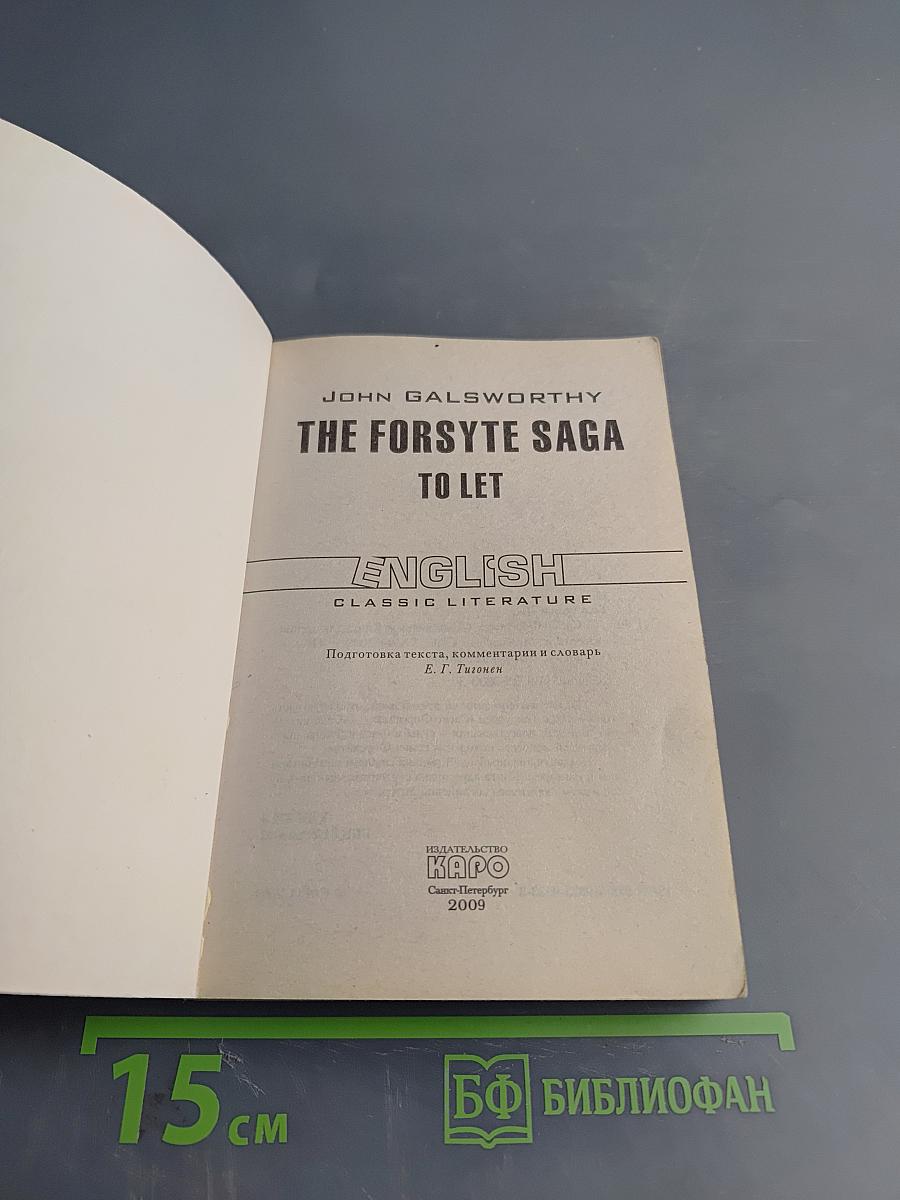 JOHN GALSWORTHY
THE FORSYTE SAGA
TO LET
ENGLISH
CLASSIC LITERATURE
Подготовка текста, комментарии и словарь
Е. Г. Тигонен
ИЗДАТЕЛЬСТВО
КАРО
Санкт-Петербург
2009
15 см
БФ БИБЛИОФАН